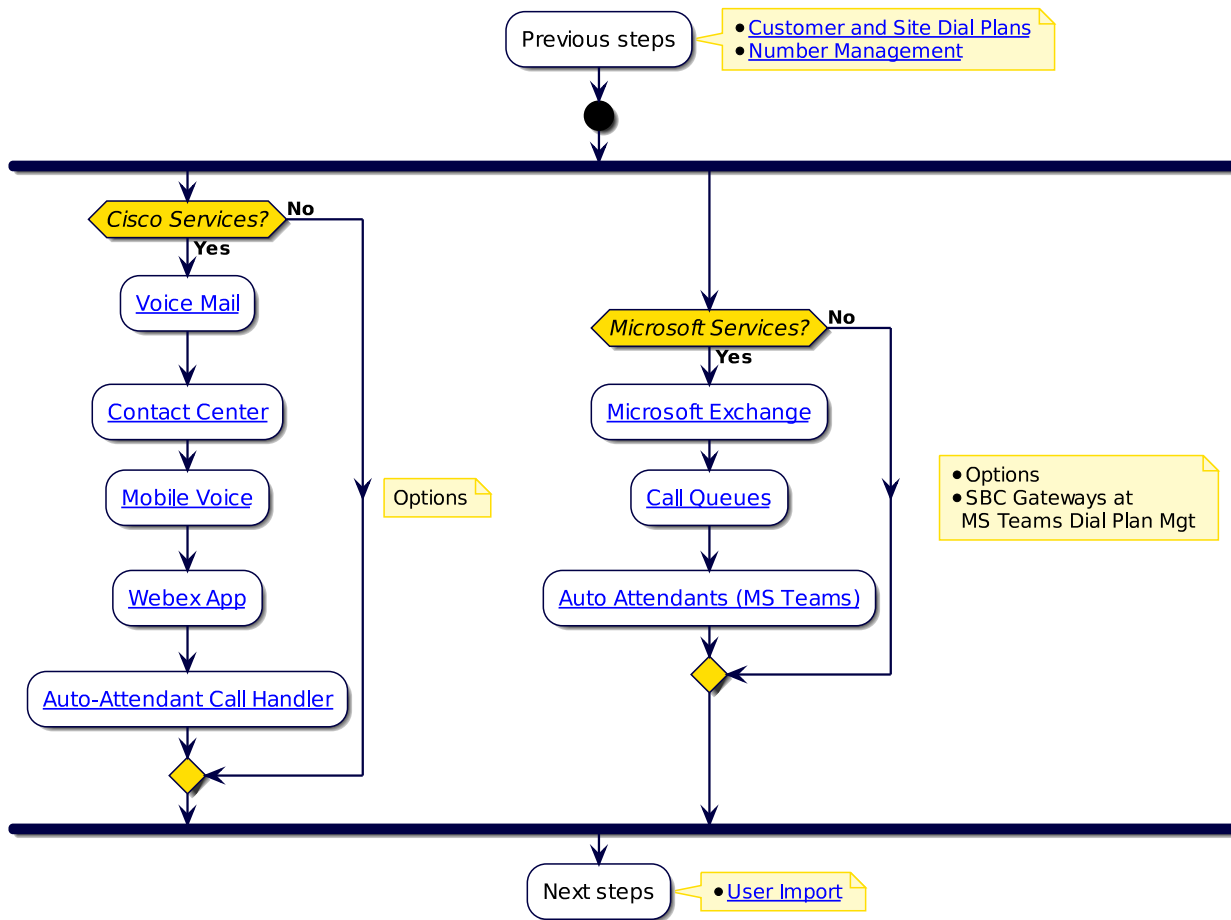 Previous steps
Customer and Site Dial Plans
Number Management
Cisco Services?
No
Yes
Voice Mail
Contact Center
Mobile Voice
Webex App
Auto-Attendant Call Handler
Options
Microsoft Services?
No
Yes
Microsoft Exchange
Call Queues
Auto Attendants (MS Teams)
Options
SBC Gateways at
MS Teams Dial Plan Mgt
Next steps
User Import